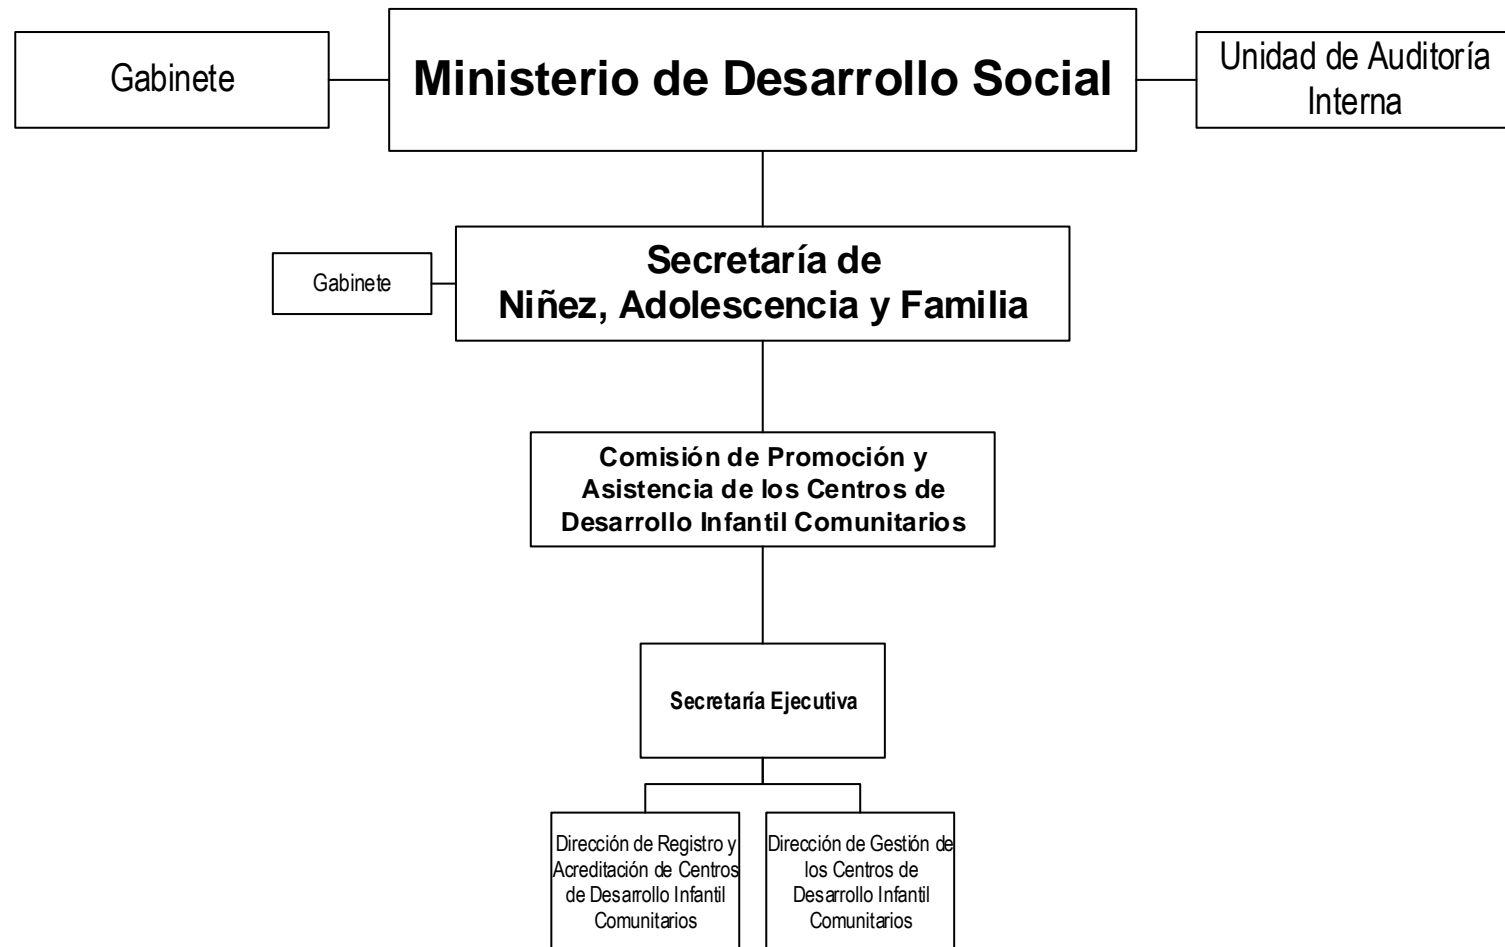 Gabinete
Ministerio de Desarrollo Social
Unidad de Auditoría
Interna
Gabinete
Secretaría de
Niñez, Adolescencia y Familia
Comisión de Promoción y
Asistencia de los Centros de
Desarrollo Infantil Comunitarios
Secretaría Ejecutiva
Dirección de Registro y
Acreditación de Centros
de Desarrollo Infantil
Comunitarios
Dirección de Gestión de
los Centros de
Desarrollo Infantil
Comunitarios